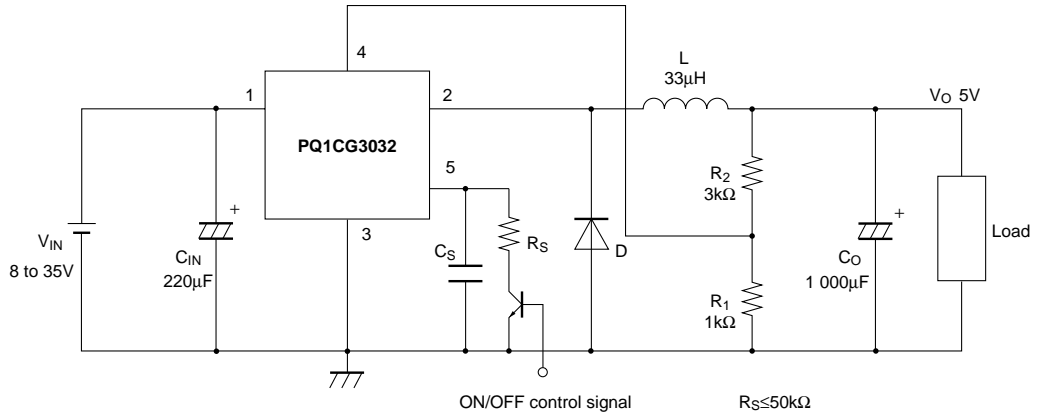 4
L
33μH
1
2
VO 5V
PQ1CG3032
5
R2
3kΩ
3
CS
RS
D
VIN
8 to 35V
+
CIN
220μF
+
CO
1 000μF
Load
R1
1kΩ
ON/OFF control signal
RS≤50kΩ